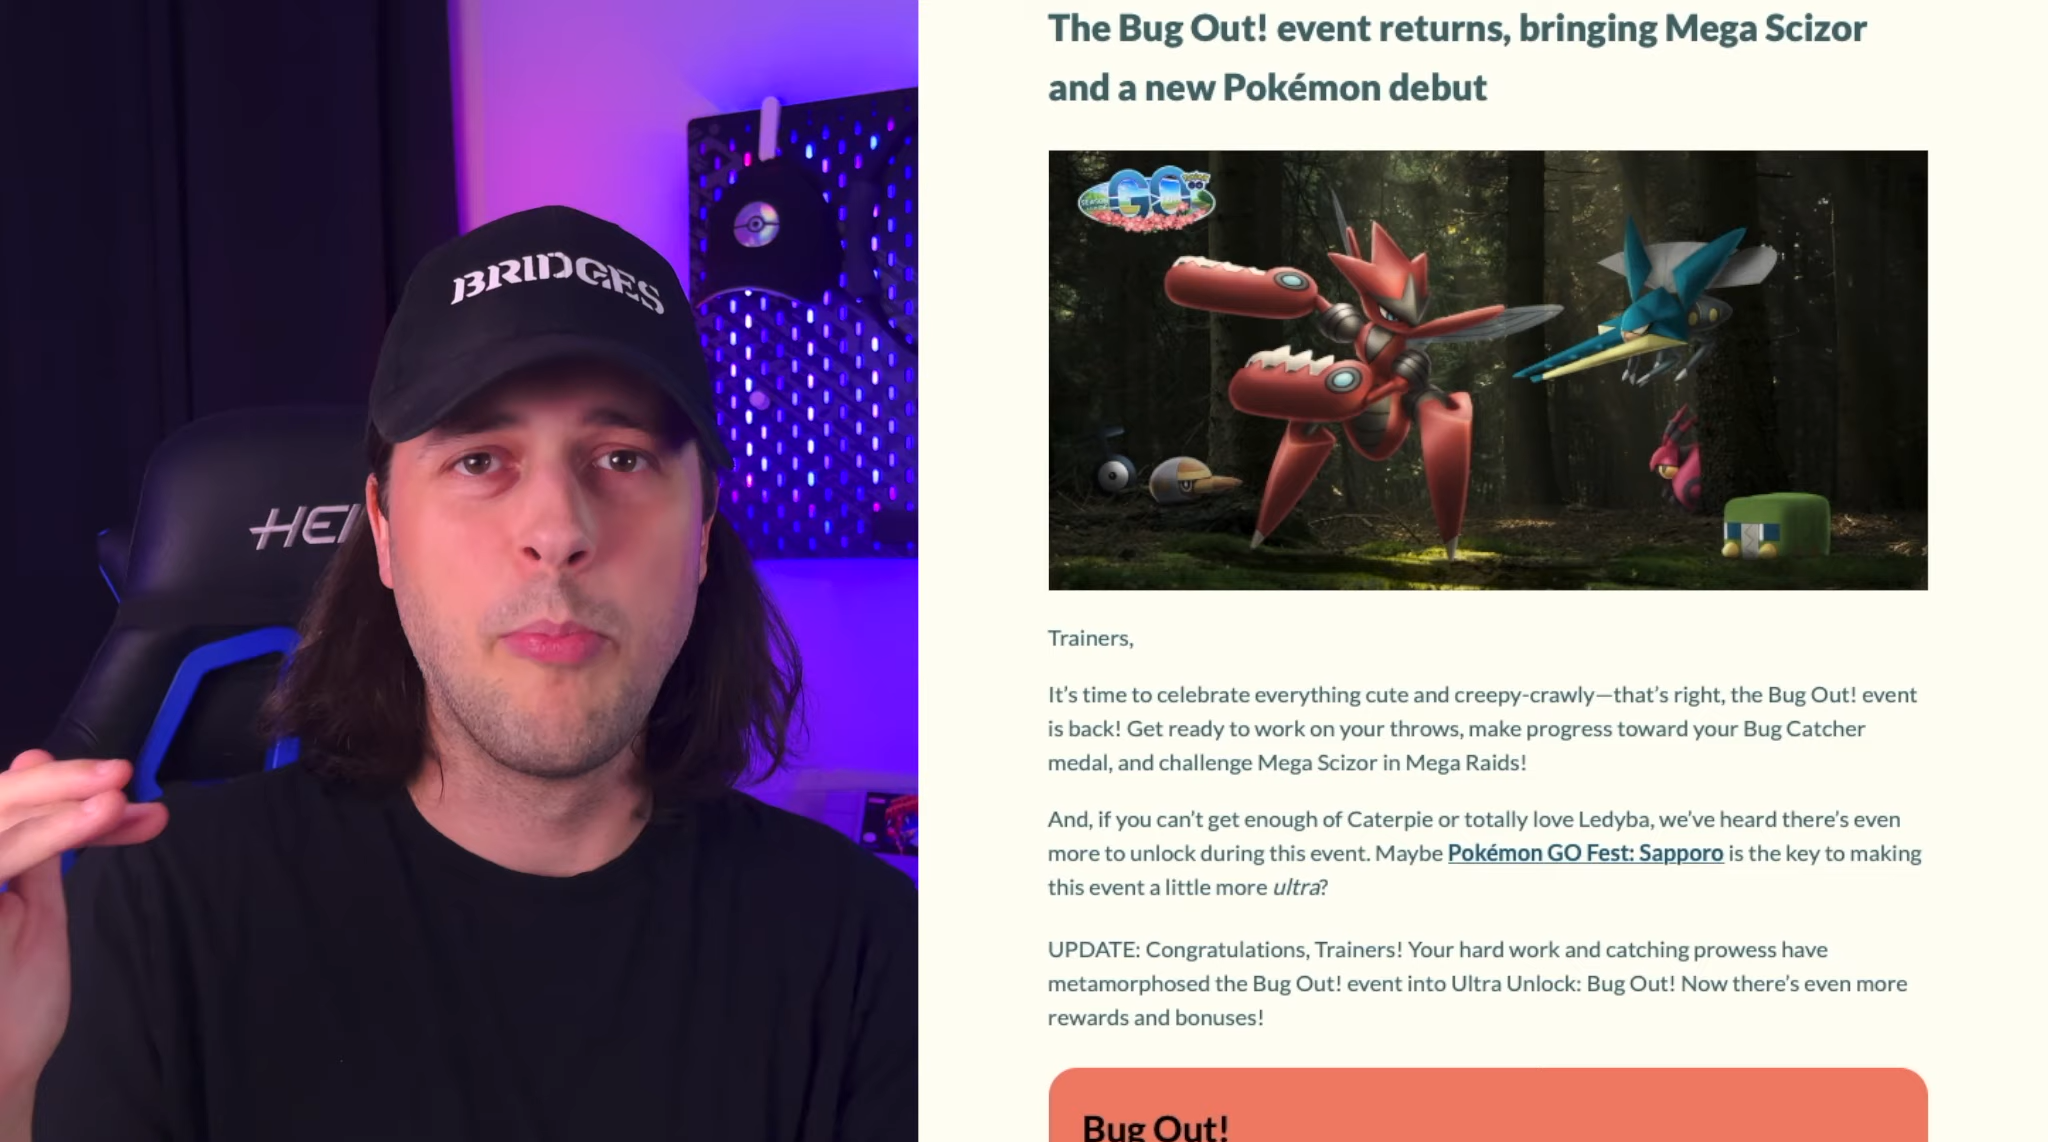 BRIDGES
HE
The Bug Out! event returns, bringing Mega Scizor
and a new Pokémon debut
SEASON
GO
Trainers,
It's time to celebrate everything cute and creepy-crawly—that's right, the Bug Out! event
is back! Get ready to work on your throws, make progress toward your Bug Catcher
medal, and challenge Mega Scizor in Mega Raids!
And, if you can't get enough of Caterpie or totally love Ledyba, we've heard there's even
more to unlock during this event. Maybe Pokémon GO Fest: Sapporo is the key to making
this event a little more ultra?
UPDATE: Congratulations, Trainers! Your hard work and catching prowess have
metamorphosed the Bug Out! event into Ultra Unlock: Bug Out! Now there's even more
rewards and bonuses!
Bug Out!